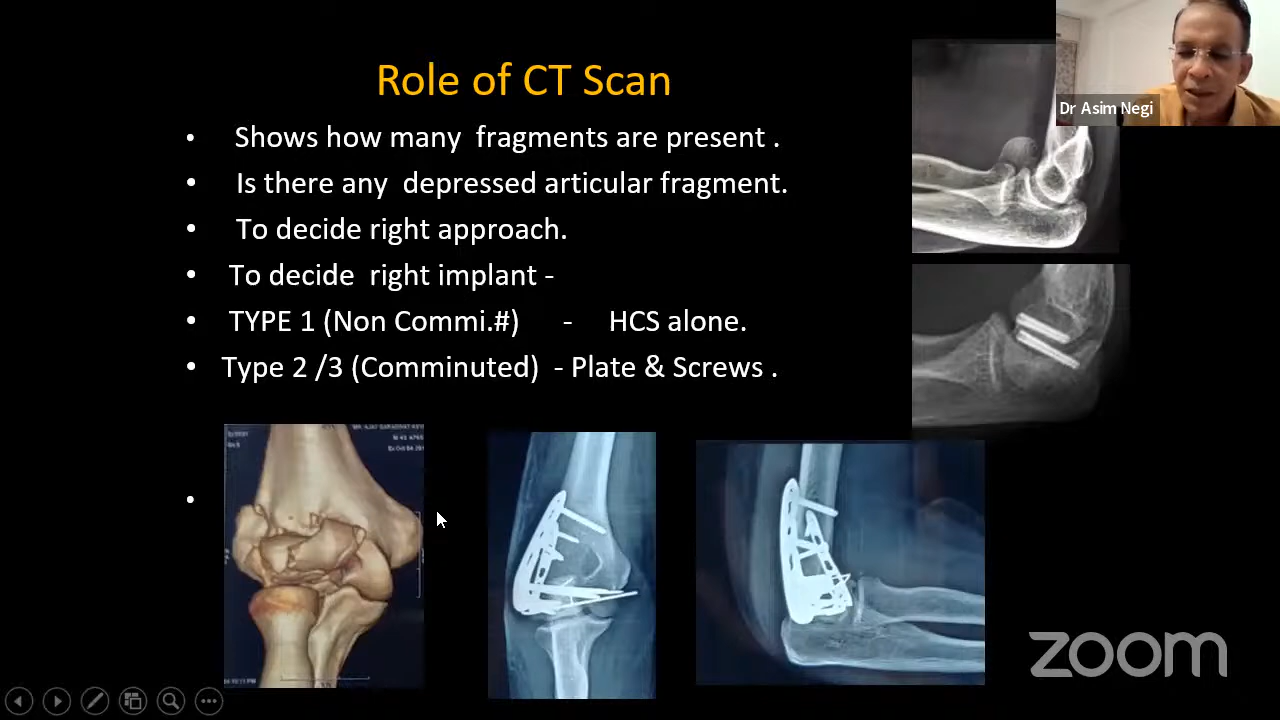 Role of CT Scan
• Shows how many fragments are present .
• Is there any depressed articular fragment.
• To decide right approach.
• To decide right implant -
• TYPE 1 (Non Commi.#) - HCS alone.
• Type 2 /3 (Comminuted) - Plate & Screws .
•
Dr Asim Negi
zoom